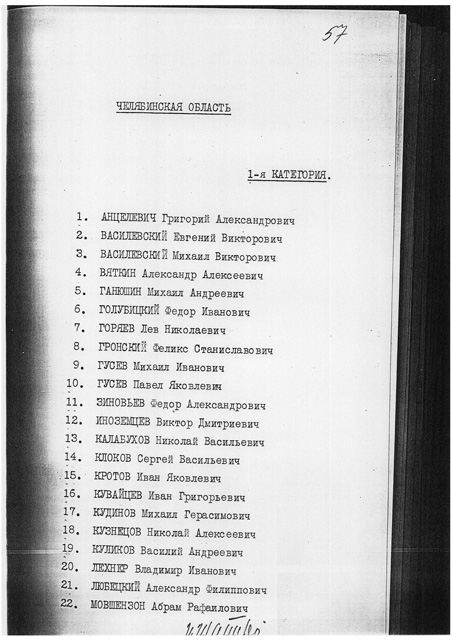 57
ЧЕЛЯБИНСКАЯ ОБЛАСТЬ
1-я КАТЕГОРИЯ.
1. АНЦЕЛЕВИЧ Григорий Александрович
2. ВАСИЛЕВСКИЙ Евгений Викторович
3. ВАСИЛЕВСКИЙ Михаил Викторович
4. ВЯТКИН Александр Алексеевич
5. ГАНЮШИН Михаил Андреевич
6. ГОЛУБИЦКИЙ Федор Иванович
7. ГОРЯЕВ Лев Николаевич
8. ГРОНСКИЙ Феликс Станиславович
9. ГУСЕВ Михаил Иванович
10. ГУСЕВ Павел Яковлевич
11. ЗИНОВЬЕВ Федор Александрович
12. ИНОЗЕМЦЕВ Виктор Дмитриевич
13. КАЛАБУХОВ Николай Васильевич
14. КЛОКОВ Сергей Васильевич
15. КРОТОВ Иван Яковлевич
16. КУВАЙЦЕВ Иван Григорьевич
17. КУДИНОВ Михаил Герасимович
18. КУЗНЕЦОВ Николай Алексеевич
19. КУЛИКОВ Василий Андреевич
20. ЛЕХНЕР Владимир Иванович
21. ЛЮБЕЦКИЙ Александр Филиппович
22. МОВШЕНЗОН Абрам Рафаилович